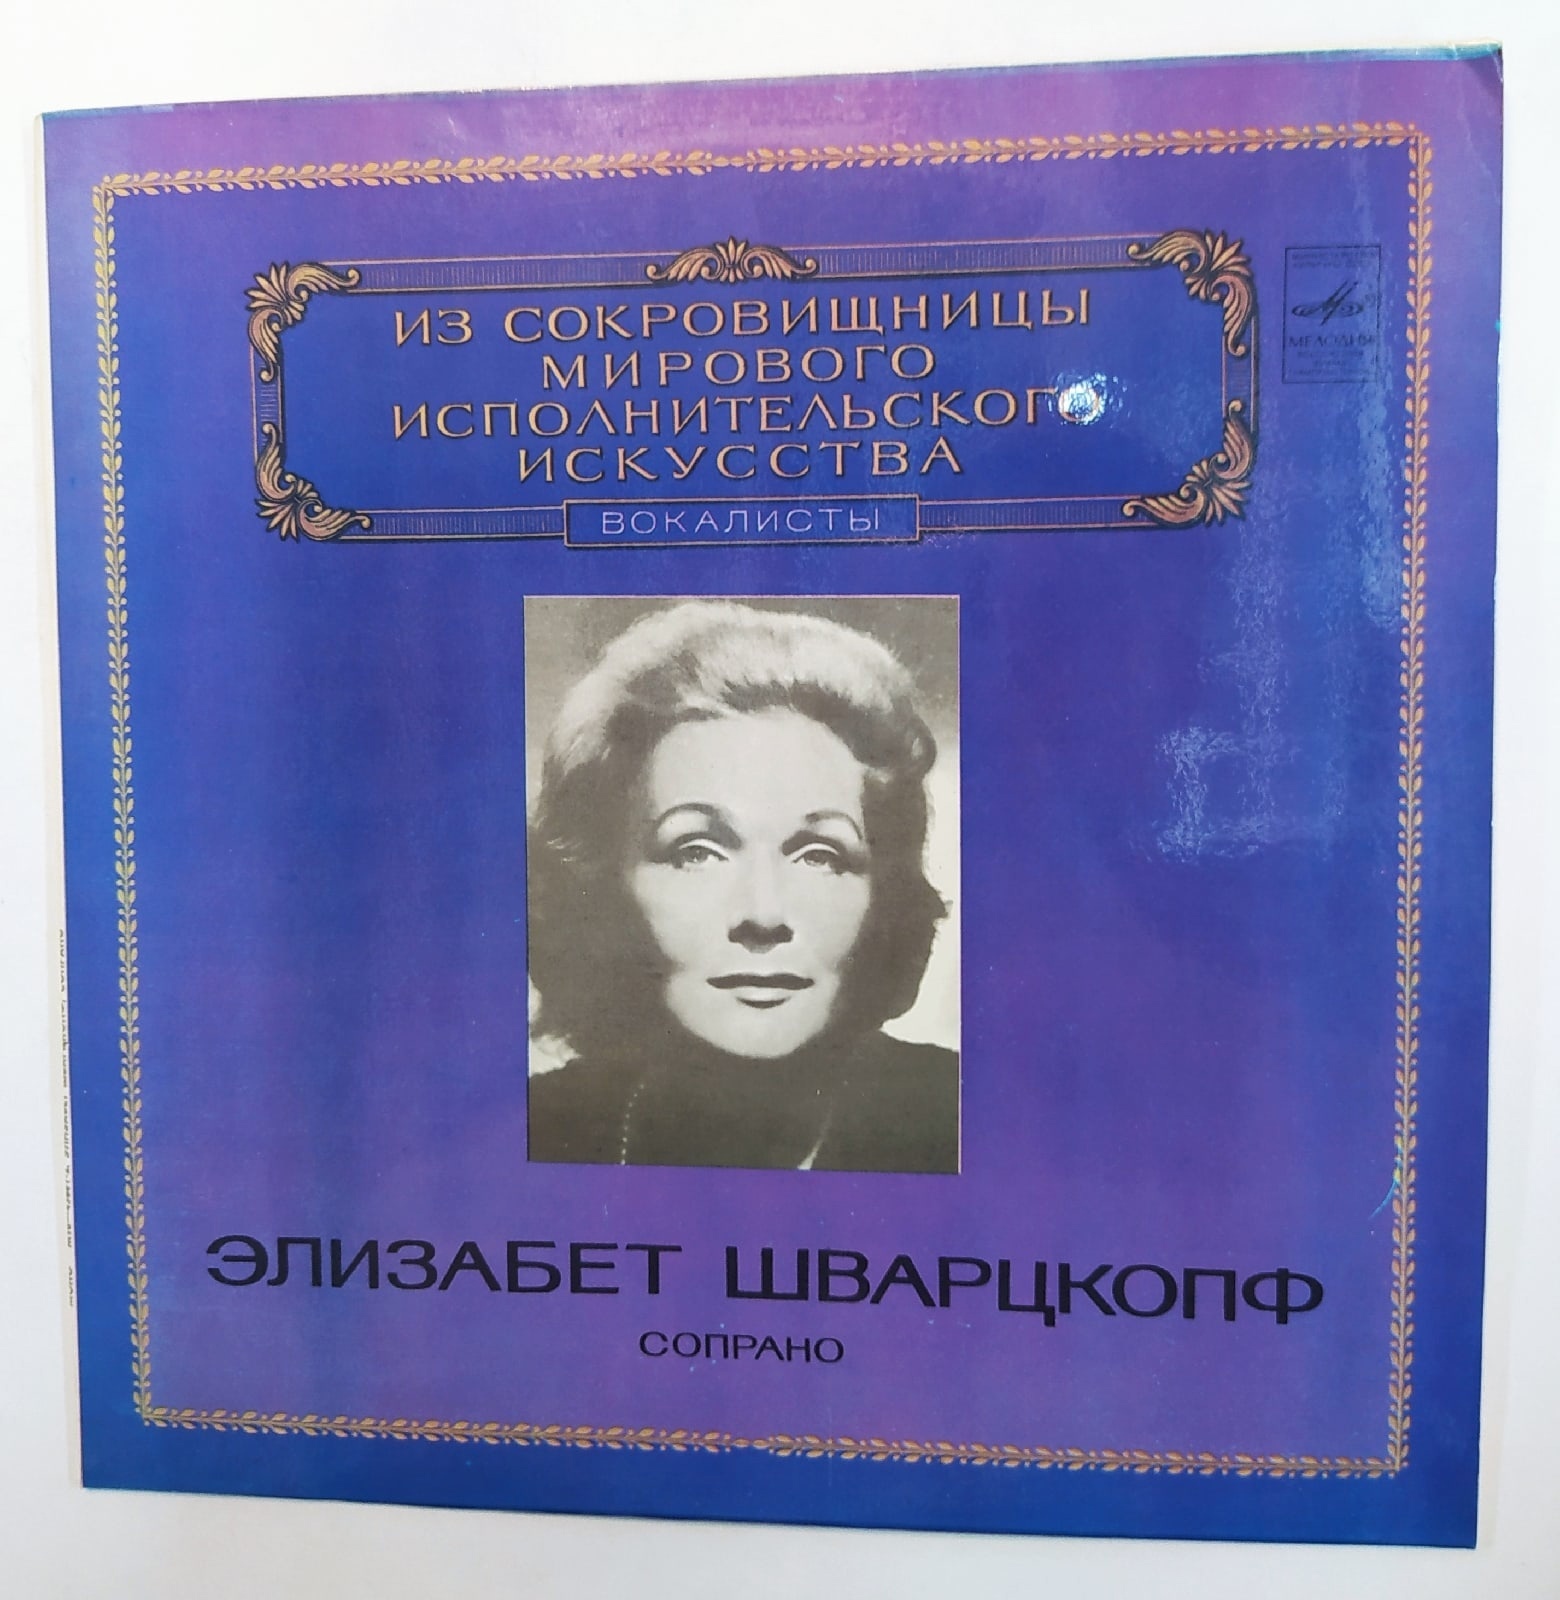 ИЗ СОКРОВИЩНИЦЫ
МИРОВОГО
ИСПОЛНИТЕЛЬСКОГО
ИСКУССТВА
ВОКАЛИСТЫ
МЕЛОДИЯ
ЭЛИЗАБЕТ ШВАРЦКОПФ
СОПРАНО